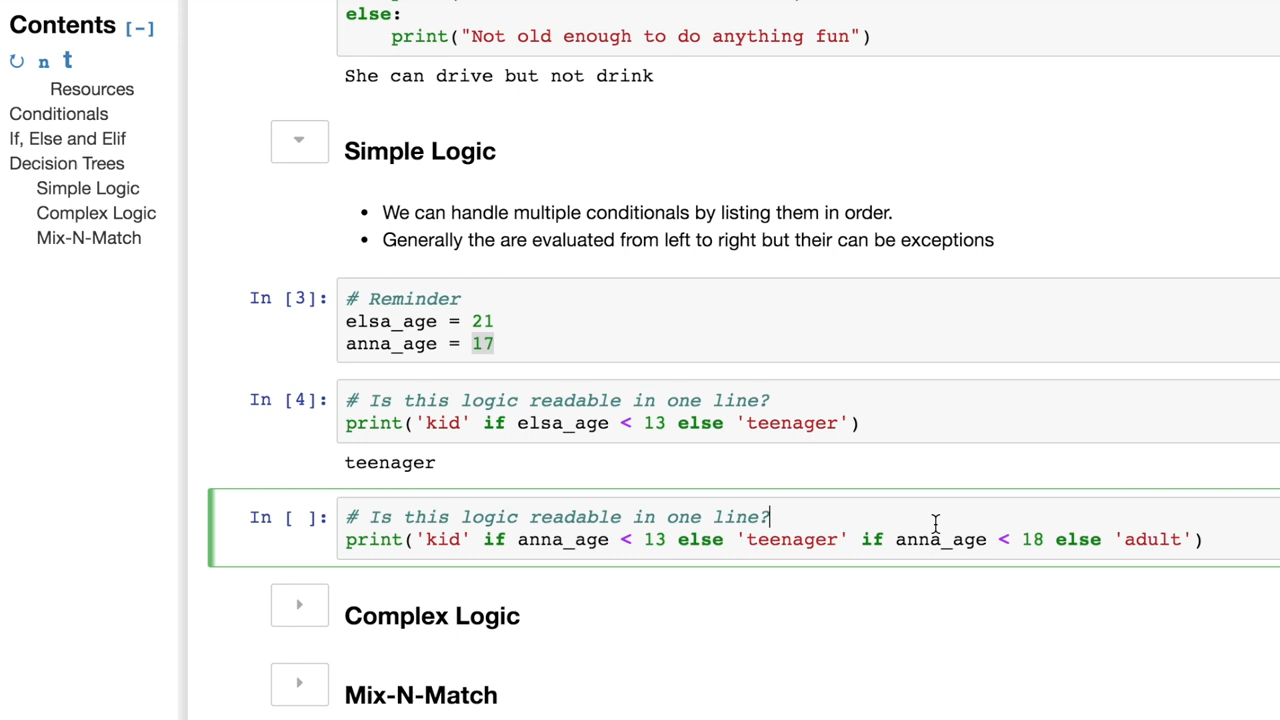 Contents [-]
n t
Resources
Conditionals
If, Else and Elif
Decision Trees
Simple Logic
Complex Logic
Mix-N-Match
else:
print("Not old enough to do anything fun")
She can drive but not drink
Simple Logic
• We can handle multiple conditionals by listing them in order.
• Generally the are evaluated from left to right but their can be exceptions
In [3]: # Reminder
elsa_age = 21
anna_age = 17
In [4]: # Is this logic readable in one line?
print('kid' if elsa_age < 13 else 'teenager')
teenager
In [ ]: # Is this logic readable in one line?
print('kid' if anna_age < 13 else 'teenager' if anna_age < 18 else 'adult')
Complex Logic
Mix-N-Match